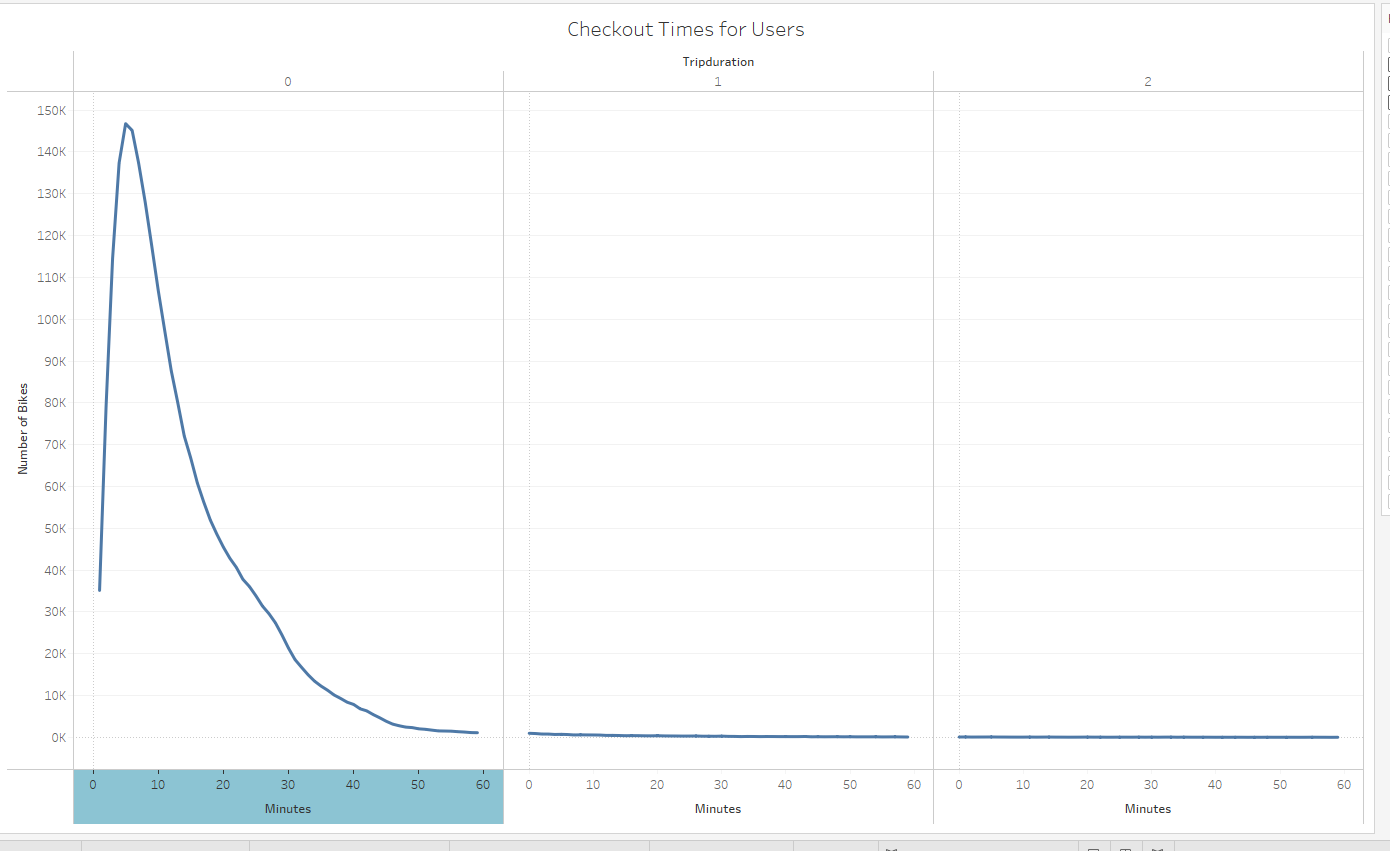 Checkout Times for Users
Tripduration
0 1 2
Number of Bikes
150K
140K
130K
120K
110K
100K
90K
80K
70K
60K
50K
40K
30K
20K
10K
0K
0 10 20 30 40 50 60 0 10 20 30 40 50 60 0 10 20 30 40 50 60
Minutes Minutes Minutes